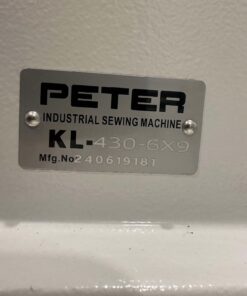 PETER
INDUSTRIAL SEWING MACHINE
KL-430-6X9
Mfg.No 240619181